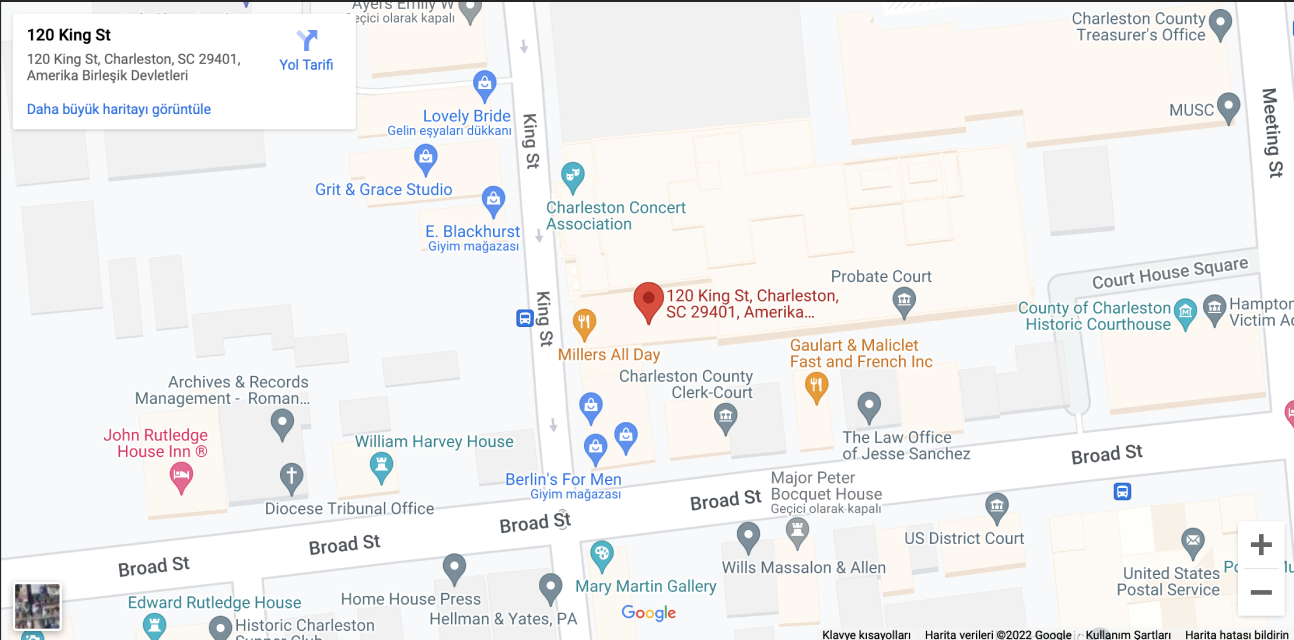 Ayers Emily W
Geçici olarak kapalı
120 King St
120 King St, Charleston, SC 29401,
Amerika Birleşik Devletleri
Yol Tarifi
Daha büyük haritayı görüntüle
Charleston County
Treasurer's Office
MUSC
Meeting St
Lovely Bride
Gelin eşyaları dükkanı
King St
Grit & Grace Studio
Charleston Concert
Association
E. Blackhurst
Giyim mağazası
Court House Square
Probate Court
120 King St, Charleston,
SC 29401, Amerika...
King St
County of Charleston
Historic Courthouse
Hampton
Victim
Millers All Day
Gaulart & Maliclet
Fast and French Inc
Charleston County
Clerk-Court
Archives & Records
Management - Roman...
John Rutledge
House Inn ®
William Harvey House
The Law Office
of Jesse Sanchez
Broad St
Berlin's For Men
Giyim mağazası
Major Peter
Bocquet House
Geçici olarak kapalı
Broad St
Diocese Tribunal Office
Broad St
Broad St
Broad St
US District Court
Wills Massalon & Allen
United States
Postal Service
Mary Martin Gallery
Home House Press
Hellman & Yates, PA
Edward Rutledge House
Historic Charleston
Supper Club
Google
Klavye kısayolları
Harita verileri ©2022 Google
Kullanım Şartları
Harita hatası bildirin